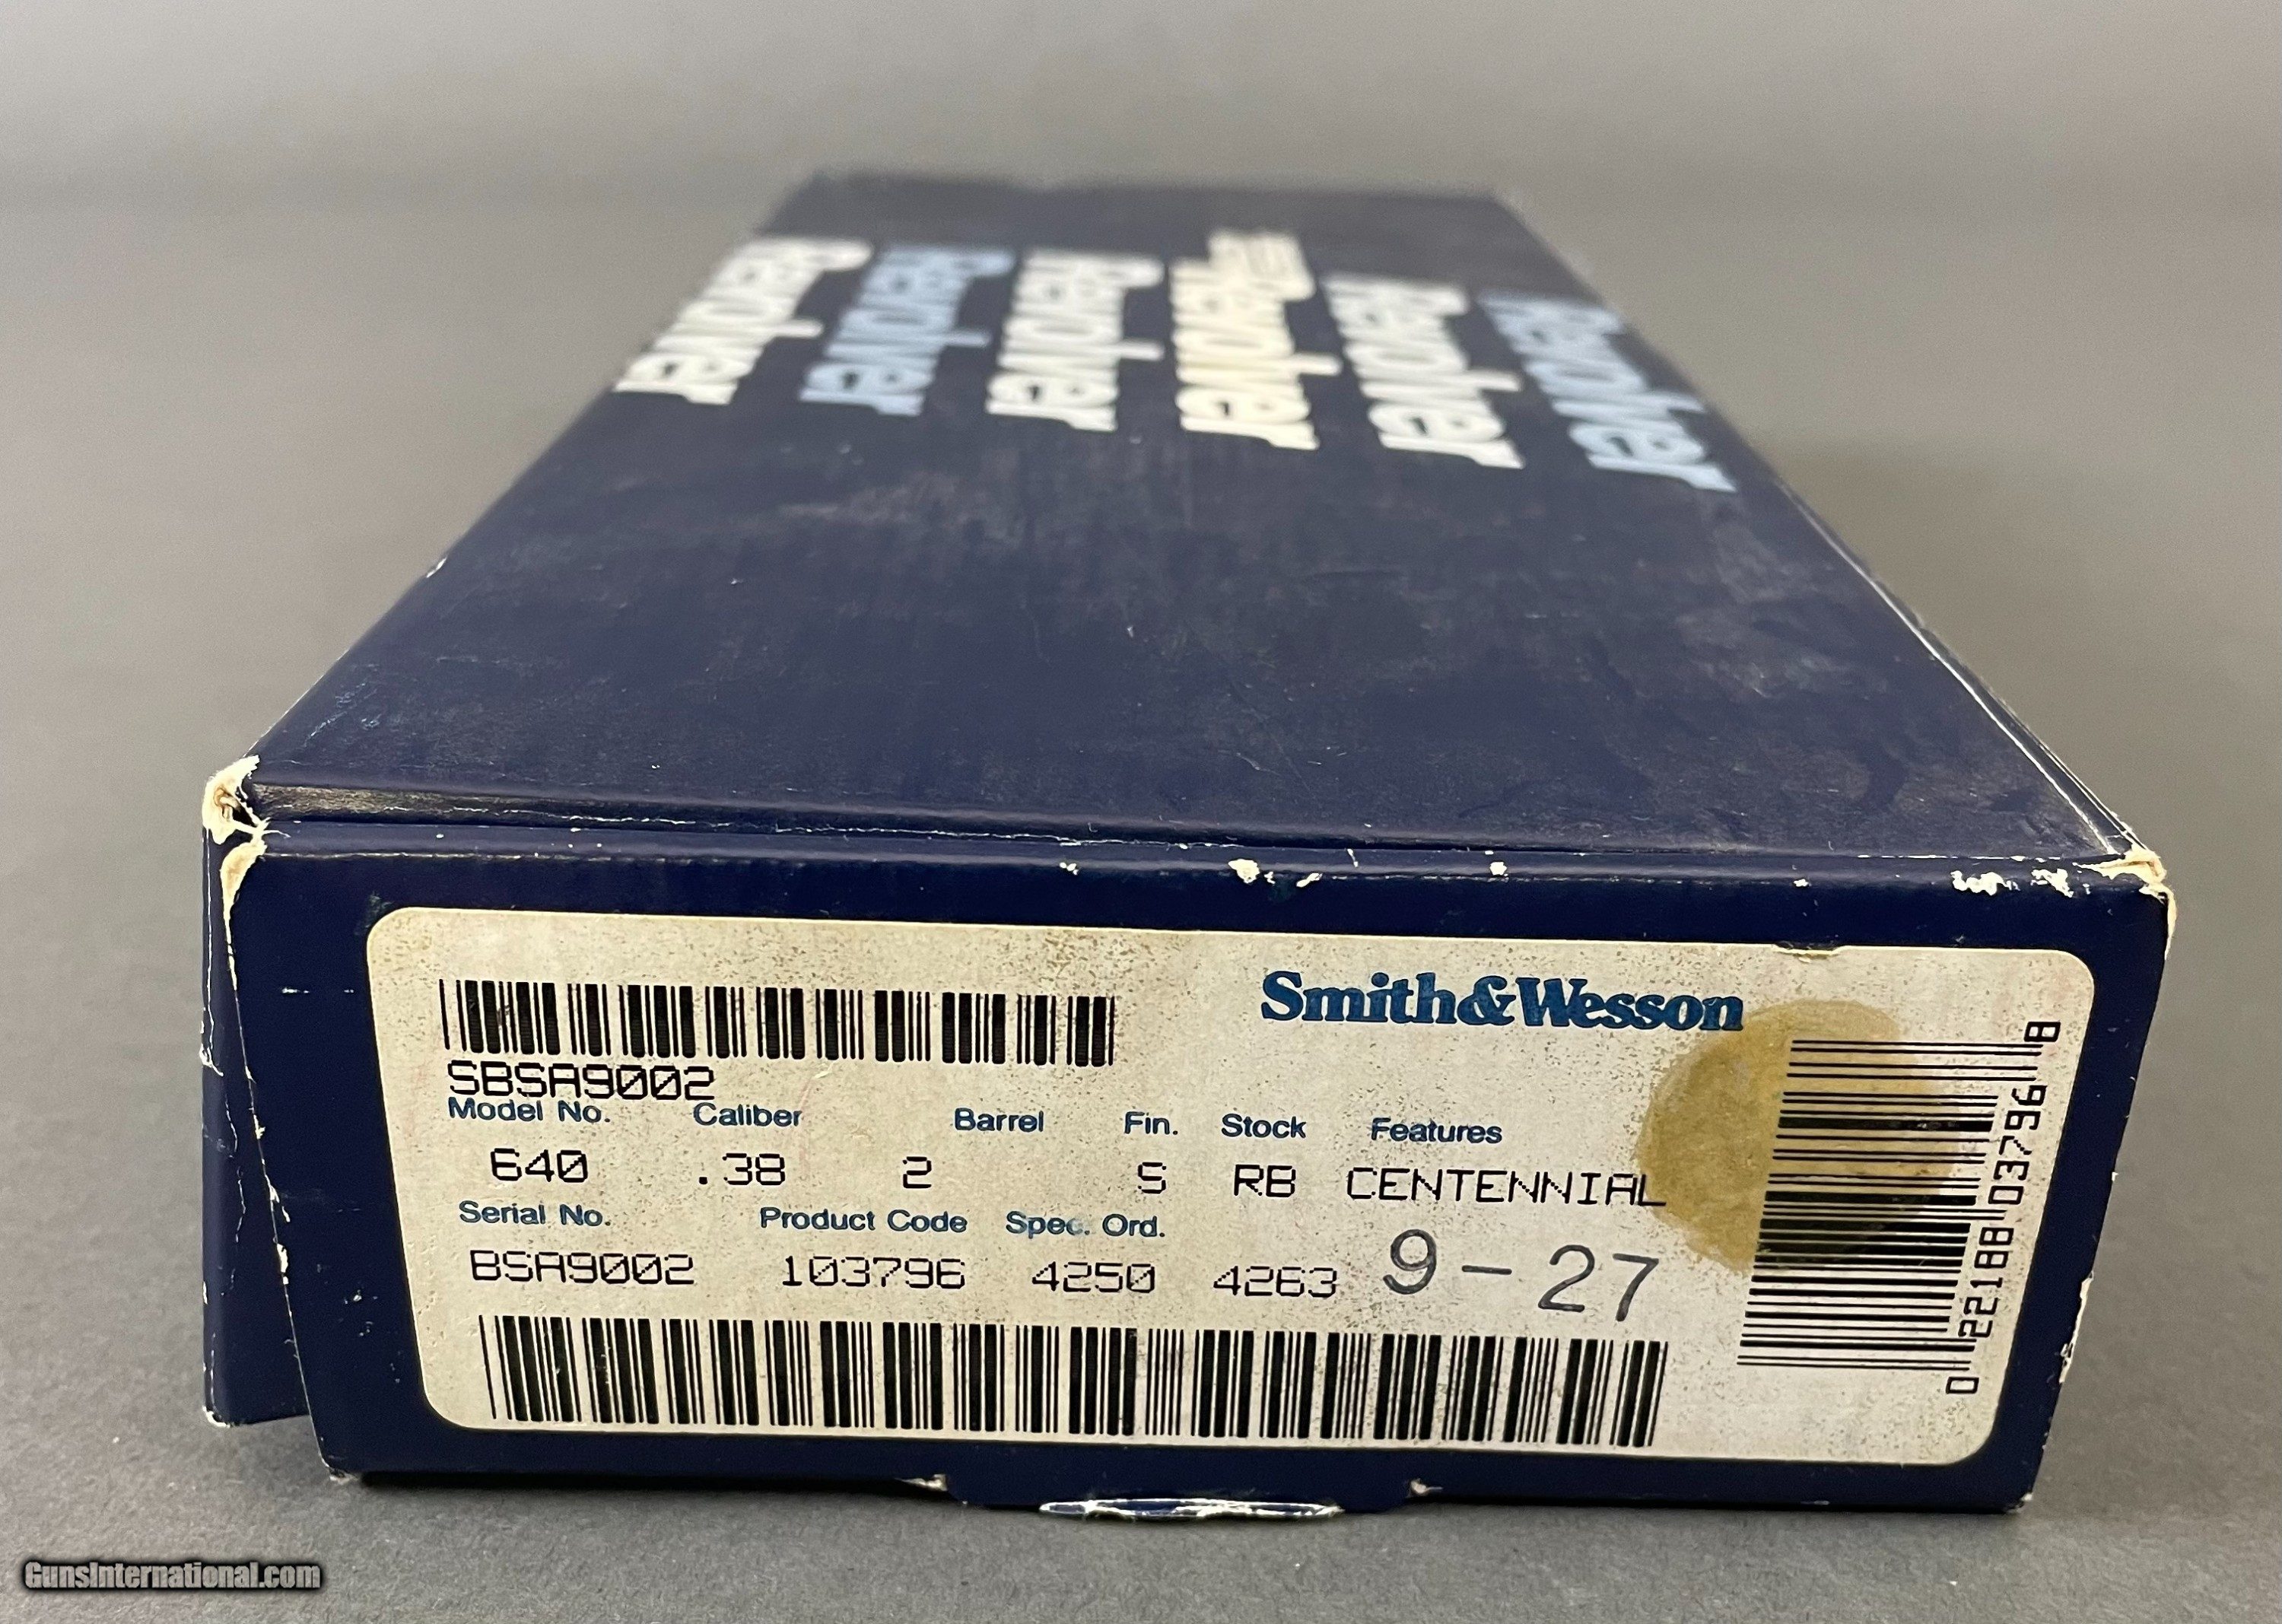 Revolver
Revolver
Revolver
Revolver
Revolver
Revolver
Smith&Wesson
SBSA9002
Model No. Caliber Barrel Fin. Stock Features
640 .38 2 S RB CENTENNIAL
Serial No. Product Code Spec. Ord.
BSA9002 103796 4250 4263 9-27
0 22188 03796 8
GunsInternational.com